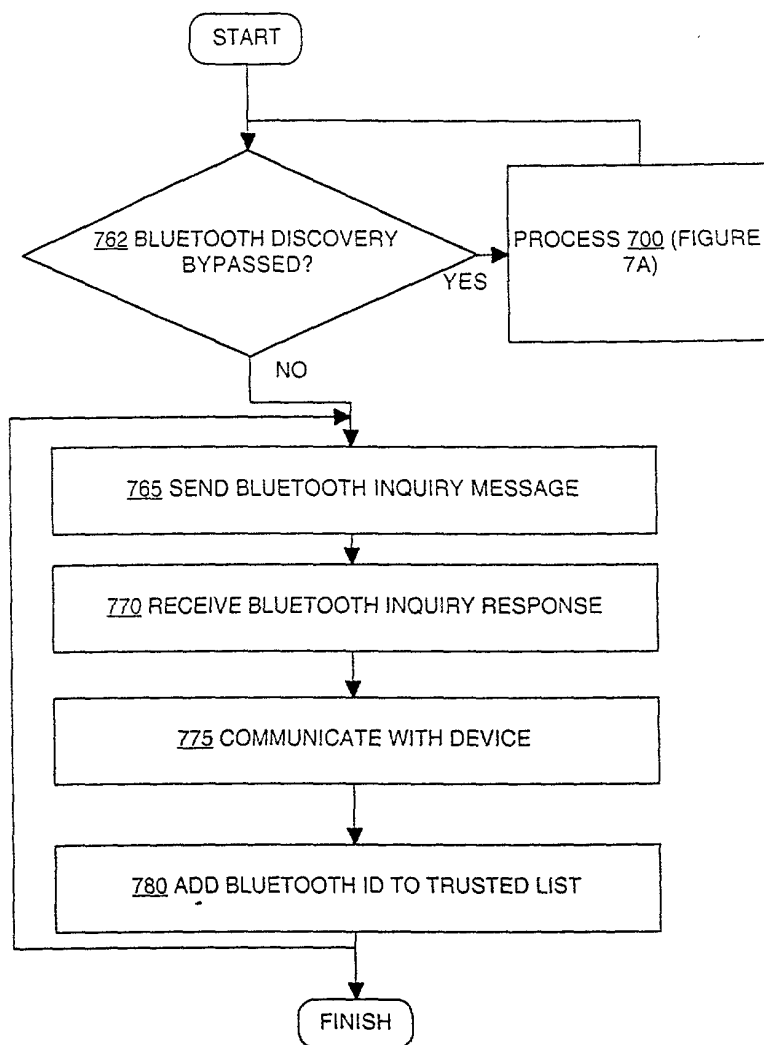 START
762 BLUETOOTH DISCOVERY
BYPASSED?
YES
PROCESS 700 (FIGURE
7A)
NO
765 SEND BLUETOOTH INQUIRY MESSAGE
770 RECEIVE BLUETOOTH INQUIRY RESPONSE
775 COMMUNICATE WITH DEVICE
780 ADD BLUETOOTH ID TO TRUSTED LIST
FINISH